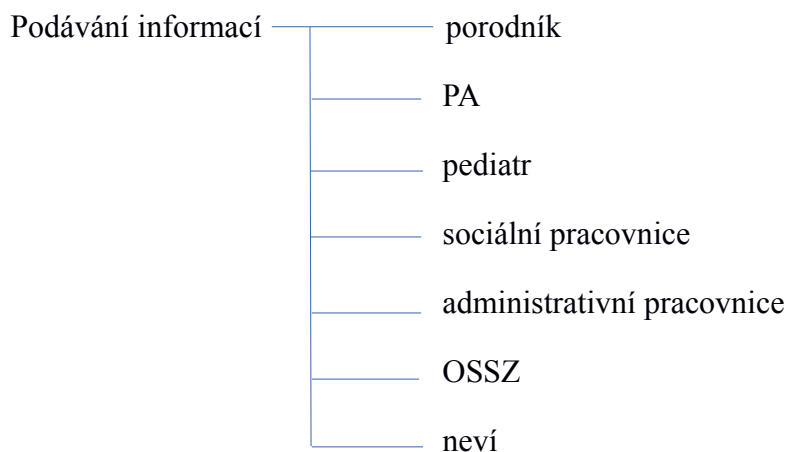 Podávání informací porodník
PA
pediatr
sociální pracovnice
administrativní pracovnice
OSSZ
neví